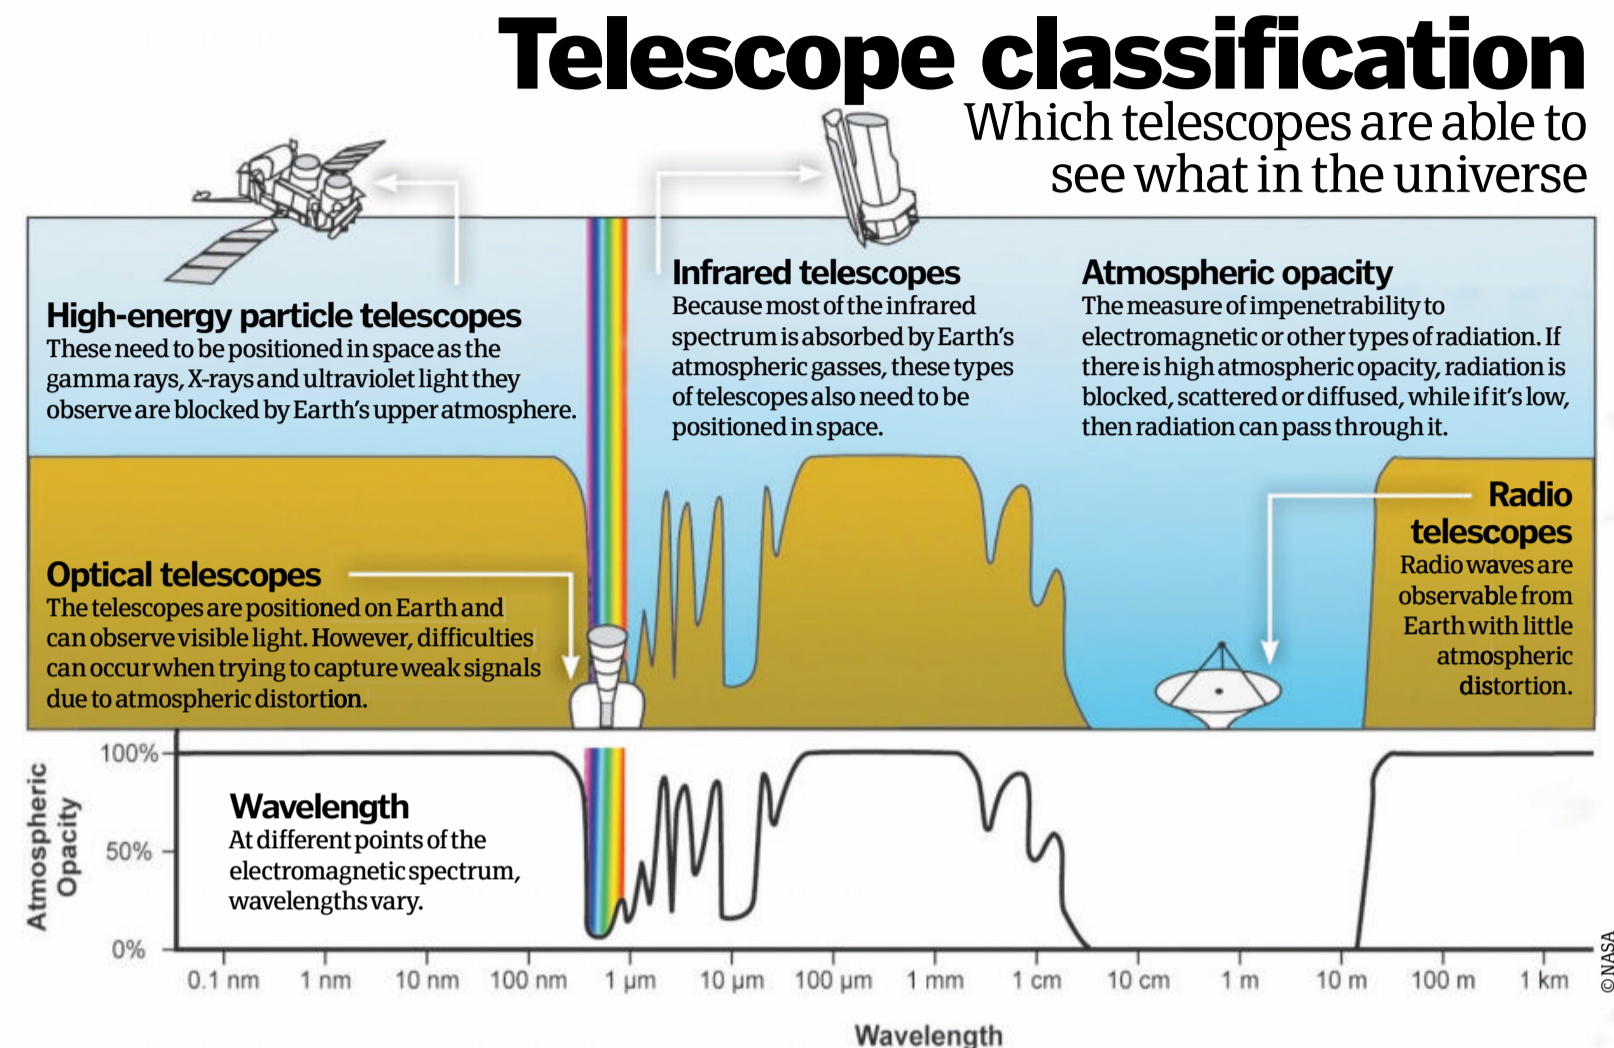 Telescope classification
Which telescopes are able to
see what in the universe
High-energy particle telescopes
These need to be positioned in space as the
gamma rays, X-rays and ultraviolet light they
observe are blocked by Earth's upper atmosphere.
Infrared telescopes
Because most of the infrared
spectrum is absorbed by Earth's
atmospheric gasses, these types
of telescopes also need to be
positioned in space.
Atmospheric opacity
The measure of impenetrability to
electromagnetic or other types of radiation. If
there is high atmospheric opacity, radiation is
blocked, scattered or diffused, while if it's low,
then radiation can pass through it.
Optical telescopes
The telescopes are positioned on Earth and
can observe visible light. However, difficulties
can occur when trying to capture weak signals
due to atmospheric distortion.
Radio
telescopes
Radio waves are
observable from
Earth with little
atmospheric
distortion.
Atmospheric
Opacity
100%
50%
0%
Wavelength
At different points of the
electromagnetic spectrum,
wavelengths vary.
0.1 nm 1 nm 10 nm 100 nm 1 µm 10 µm 100 µm 1 mm 1 cm 10 cm 1 m 10 m 100 m 1 km
Wavelength
© NASA